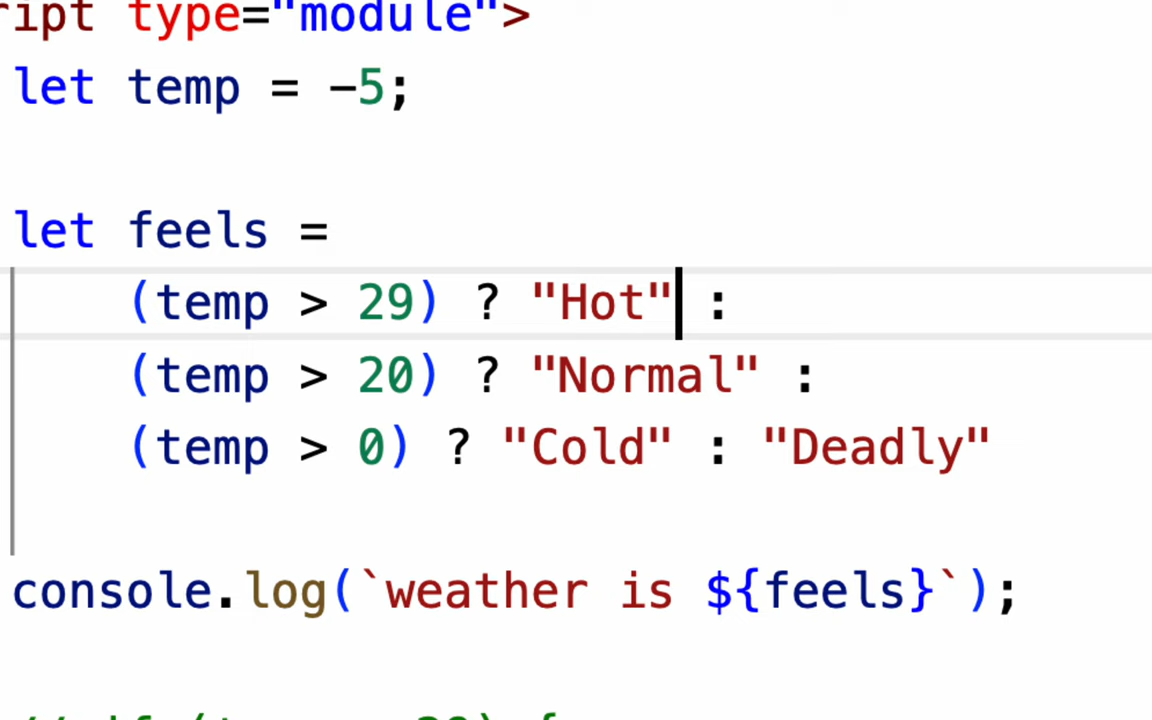 ript type="module">
let temp = -5;
let feels =
(temp > 29) ? "Hot" :
(temp > 20) ? "Normal" :
(temp > 0) ? "Cold" : "Deadly"
console.log(`weather is ${feels}`);